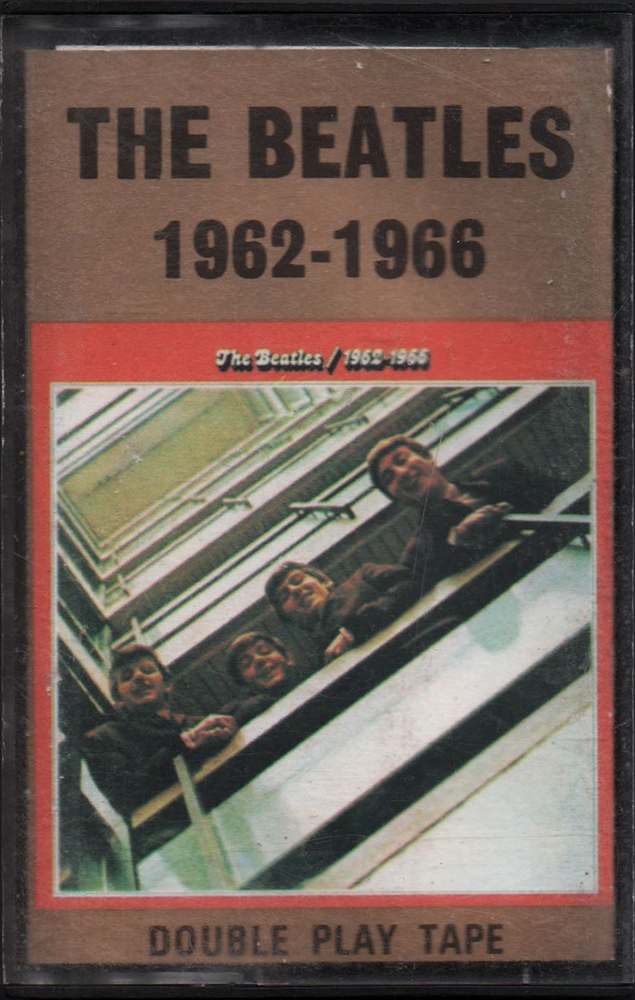 THE BEATLES
1962-1966
The Beatles / 1962-1966
DOUBLE PLAY TAPE